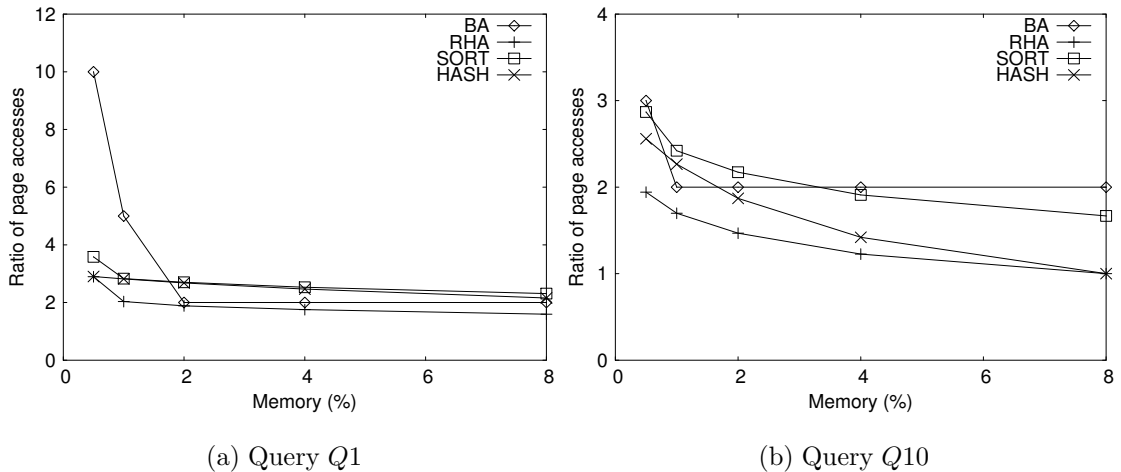 12
10
8
6
4
2
0
Ratio of page accesses
BA
RHA
SORT
HASH
0 2 4 6 8
Memory (%)
(a) Query Q1
4
3
2
1
0
Ratio of page accesses
BA
RHA
SORT
HASH
0 2 4 6 8
Memory (%)
(b) Query Q10